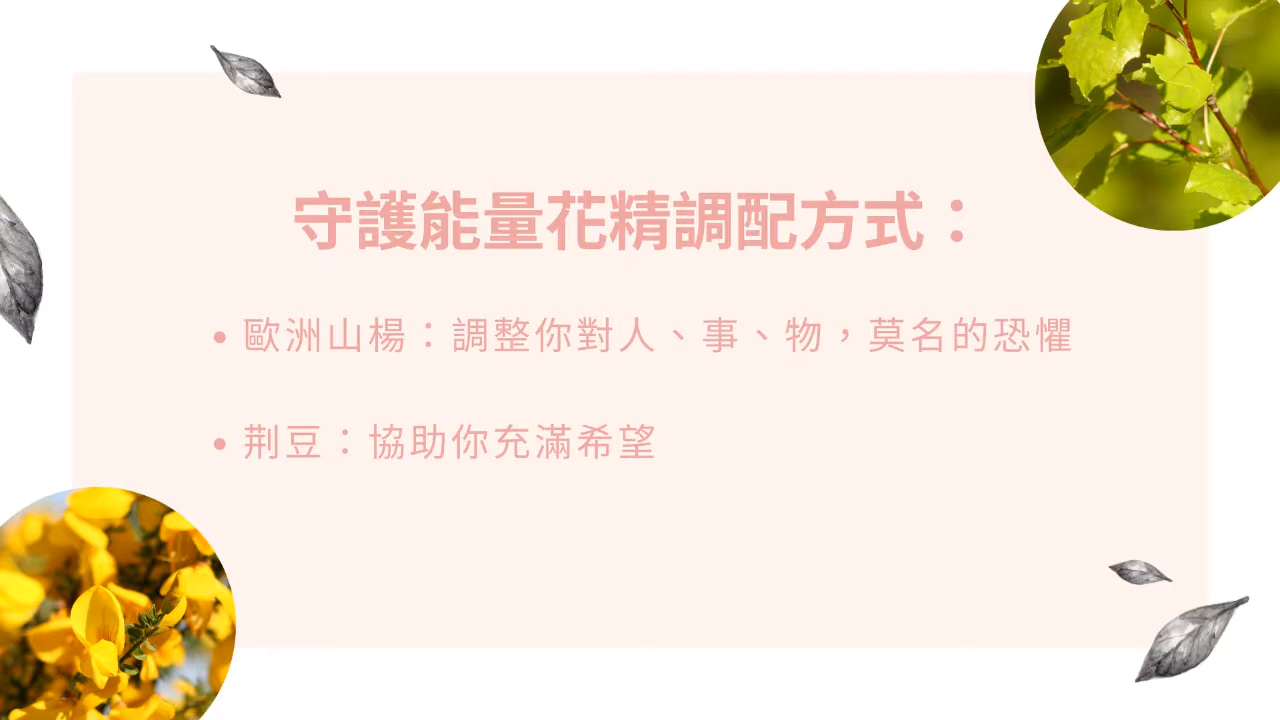 守護能量花精調配方式：
• 歐洲山楊：調整你對人、事、物，莫名的恐懼
• 荆豆：協助你充滿希望